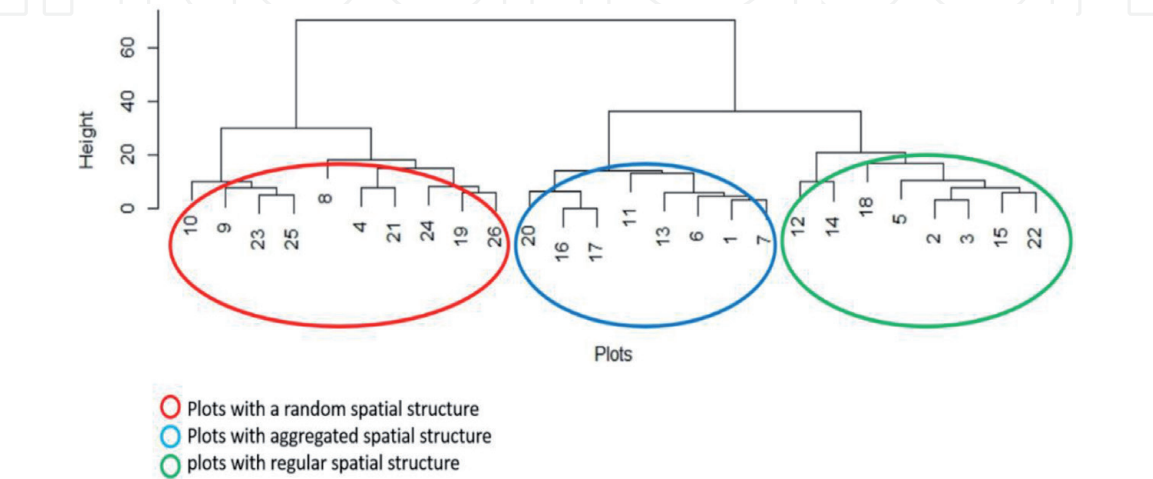 Height
60
40
20
0
10 9 23 25 8 4 21 24 19 26 20 16 17 11 13 6 1 7 12 14 18 5 2 3 15 22
Plots
Plots with a random spatial structure
Plots with aggregated spatial structure
plots with regular spatial structure